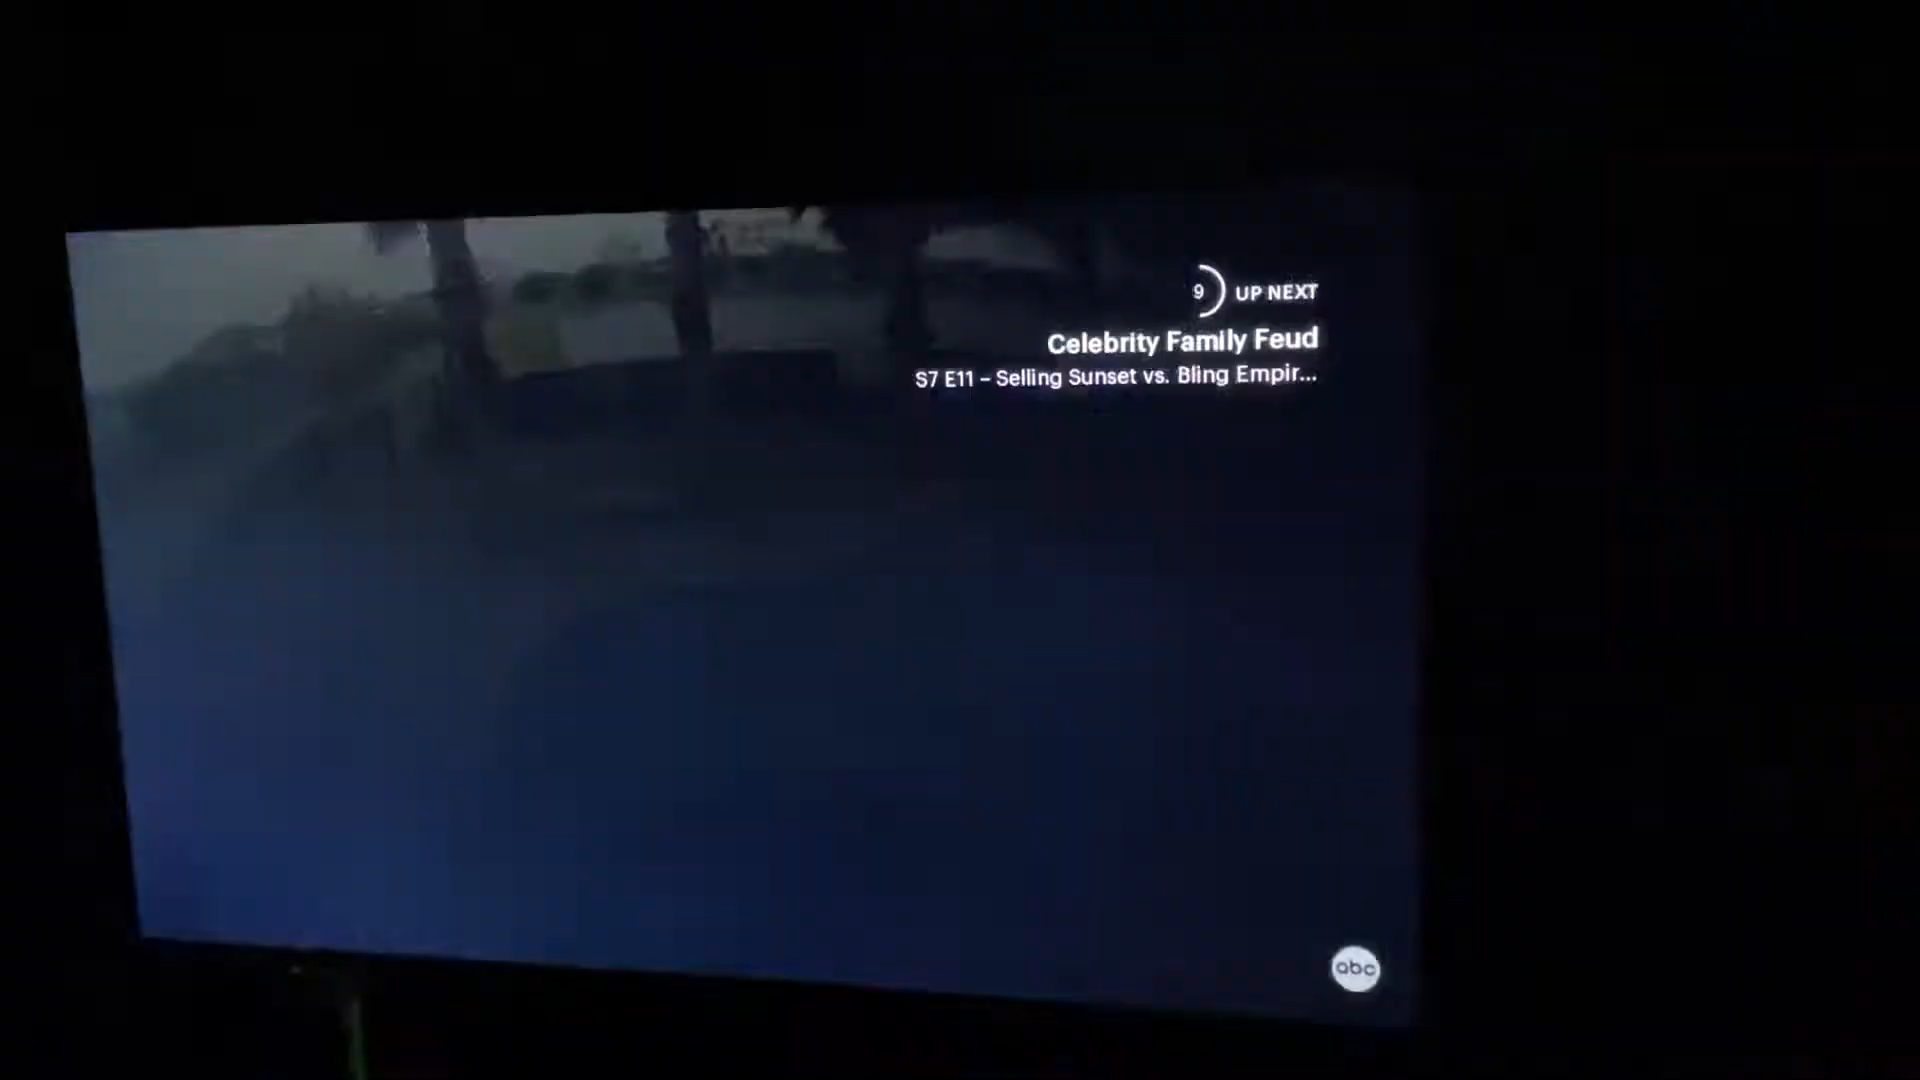 9 UP NEXT
Celebrity Family Feud
S7 E11 – Selling Sunset vs. Bling Empir...
abc